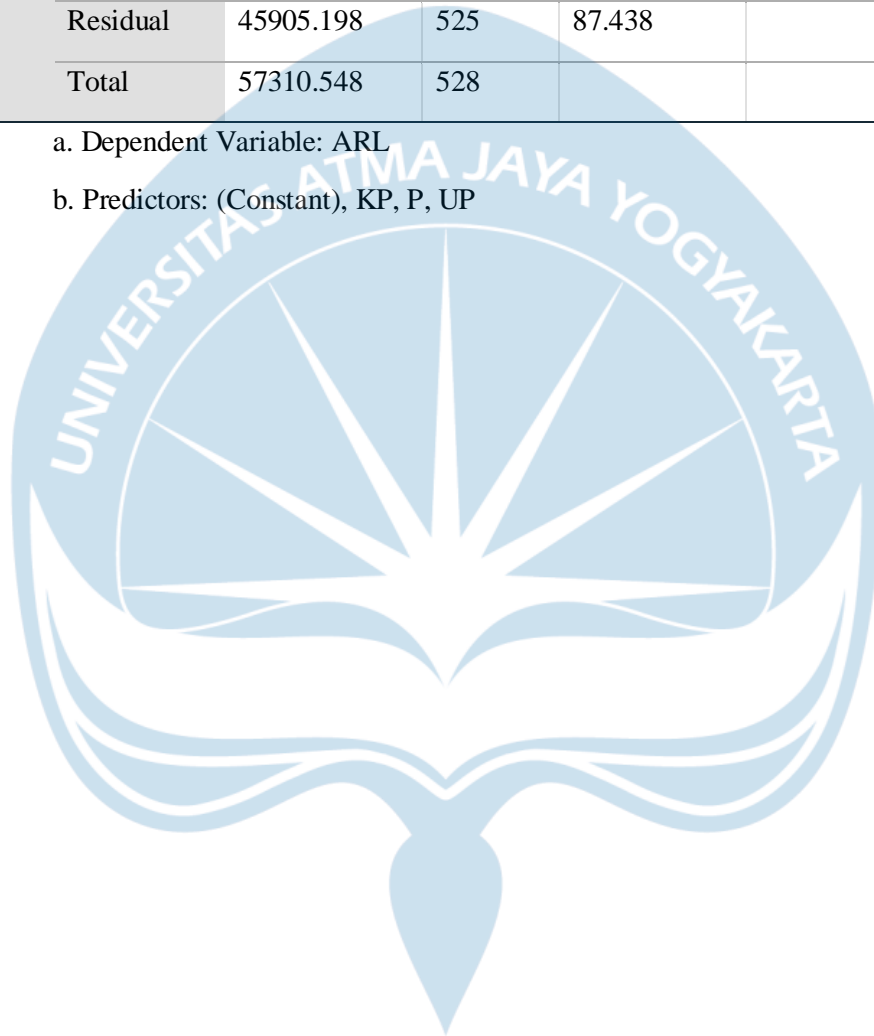 Residual 45905.198 525 87.438
Total 57310.548 528
a. Dependent Variable: ARL
b. Predictors: (Constant), KP, P, UP
UNIVERSITAS ATMA JAYA YOGYAKARTA